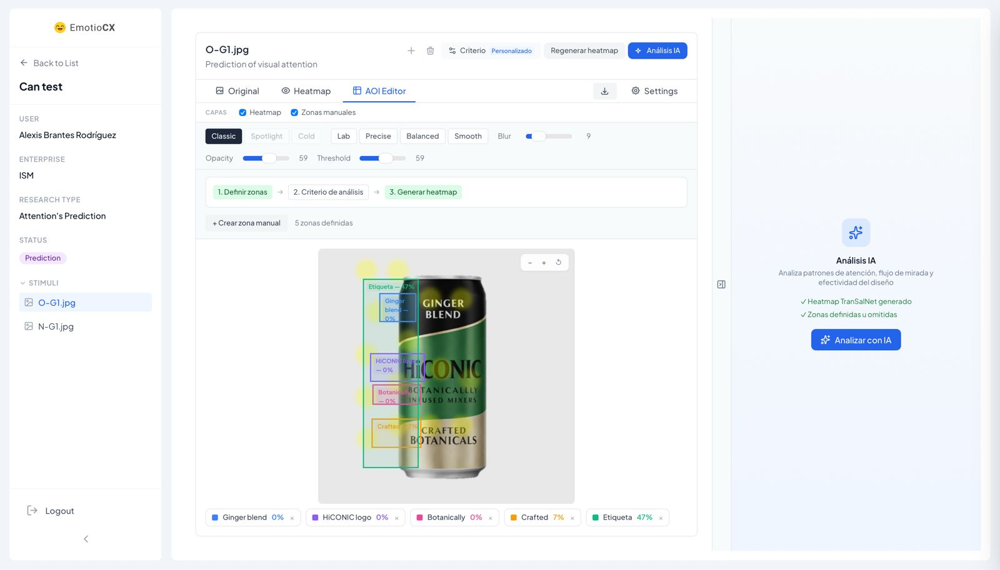 EmotioCX
Back to List
Can test
USER
Alexis Brantes Rodríguez
ENTERPRISE
ISM
RESEARCH TYPE
Attention's Prediction
STATUS
Prediction
STIMULI
O-G1.jpg
N-G1.jpg
Logout
O-G1.jpg
Prediction of visual attention
Criterio Personalizado
Regenerar heatmap
Análisis IA
Original
Heatmap
AOI Editor
Settings
CAPAS Heatmap Zonas manuales
Classic Spotlight Cold Lab Precise Balanced Smooth Blur 9
Opacity 59 Threshold 59
1. Definir zonas → 2. Criterio de análisis → 3. Generar heatmap
+ Crear zona manual 5 zonas definidas
Etiqueta — 47%
Ginger
blend —
0%
GINGER
BLEND
HiCONIC logo
— 0%
HiCONIC
Botanically
— 0%
BOTANICALLLY
INFUSED MIXERS
Crafted — 7%
CRAFTED
BOTANICALS
Ginger blend 0% ×
HiCONIC logo 0% ×
Botanically 0% ×
Crafted 7% ×
Etiqueta 47% ×
Análisis IA
Analiza patrones de atención, flujo de mirada y
efectividad del diseño
✓ Heatmap TranSalNet generado
✓ Zonas definidas u omitidas
Analizar con IA